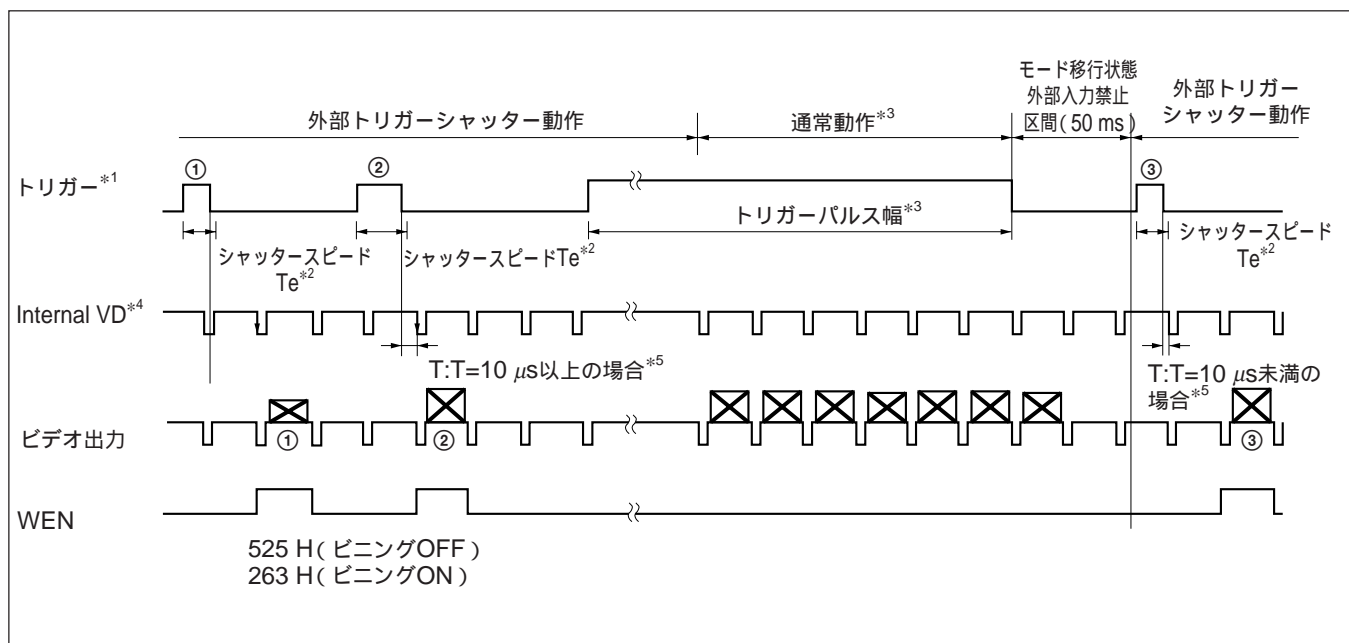 外部トリガーシャッター動作
通常動作*3
モード移行状態
外部入力禁止
区間(50 ms)
外部トリガー
シャッター動作
トリガー*1
①
②
③
トリガーパルス幅*3
シャッタースピード
Te*2
シャッタースピードTe*2
シャッタースピード
Te*2
Internal VD*4
T:T=10 μs以上の場合*5
T:T=10 μs未満の
場合*5
ビデオ出力
①
②
③
WEN
525 H(ビニングOFF)
263 H(ビニングON)